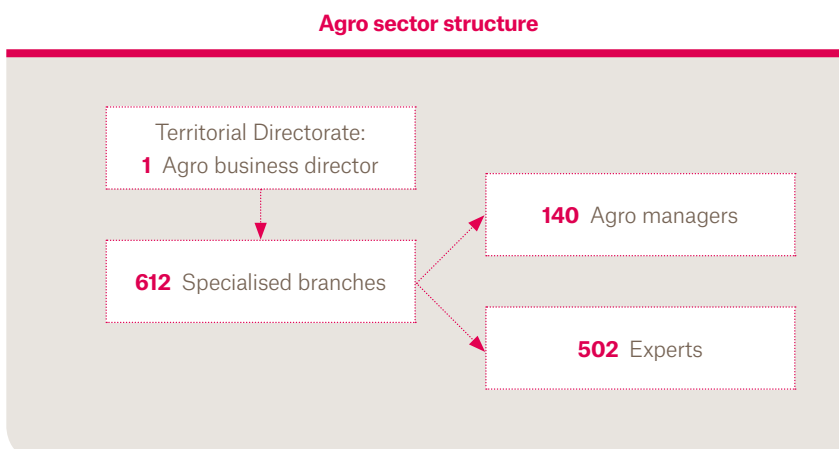 Agro sector structure
Territorial Directorate:
1 Agro business director
612 Specialised branches
140 Agro managers
502 Experts